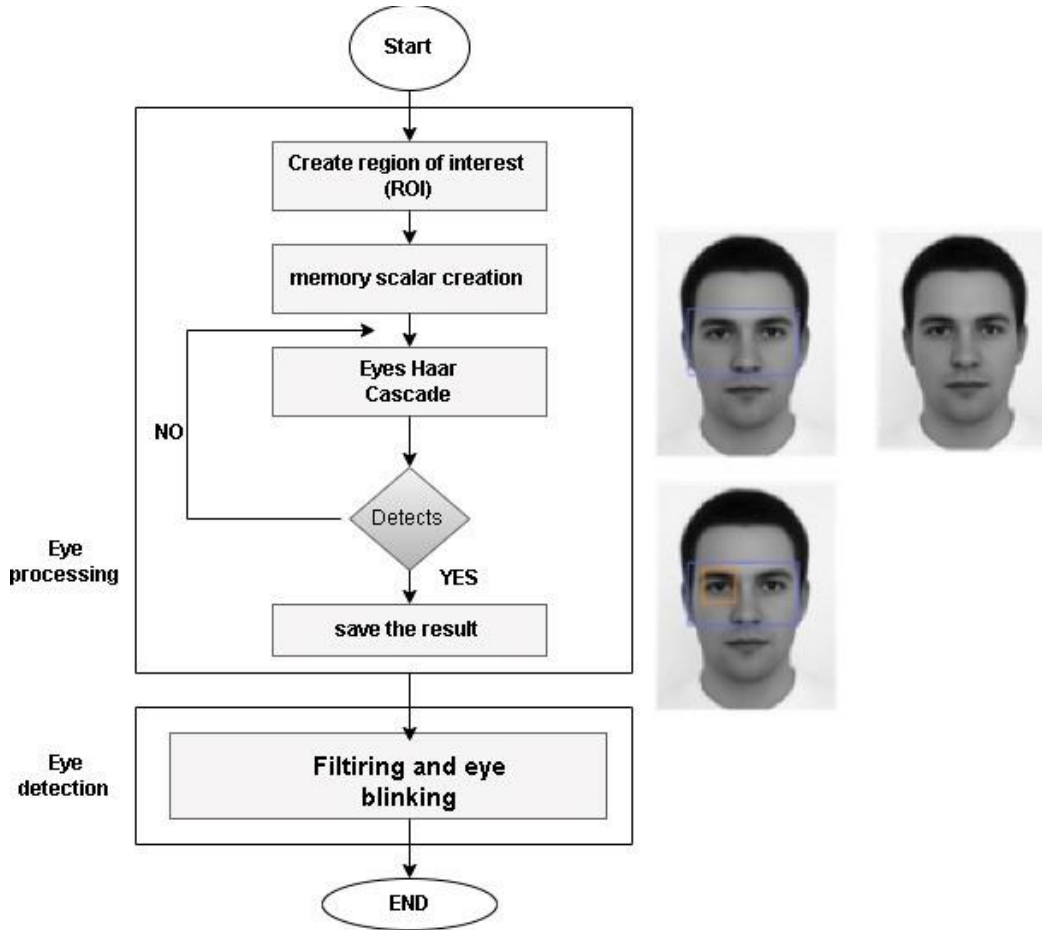 Start
Create region of interest
(ROI)
memory scalar creation
Eyes Haar
Cascade
NO
Detects
Eye
processing
YES
save the result
Eye
detection
Filtiring and eye
blinking
END